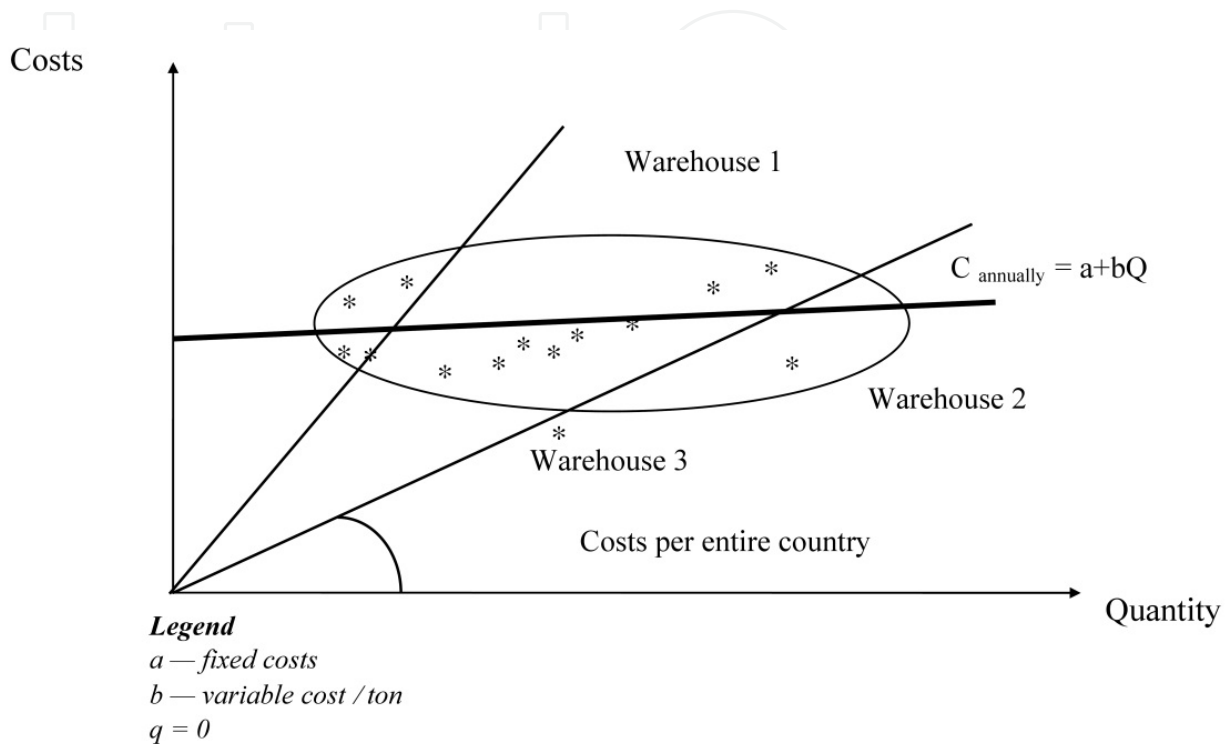 Costs
Warehouse 1
C annually = a+bQ
Warehouse 2
Warehouse 3
Costs per entire country
Quantity
Legend
a — fixed costs
b — variable cost / ton
q = 0